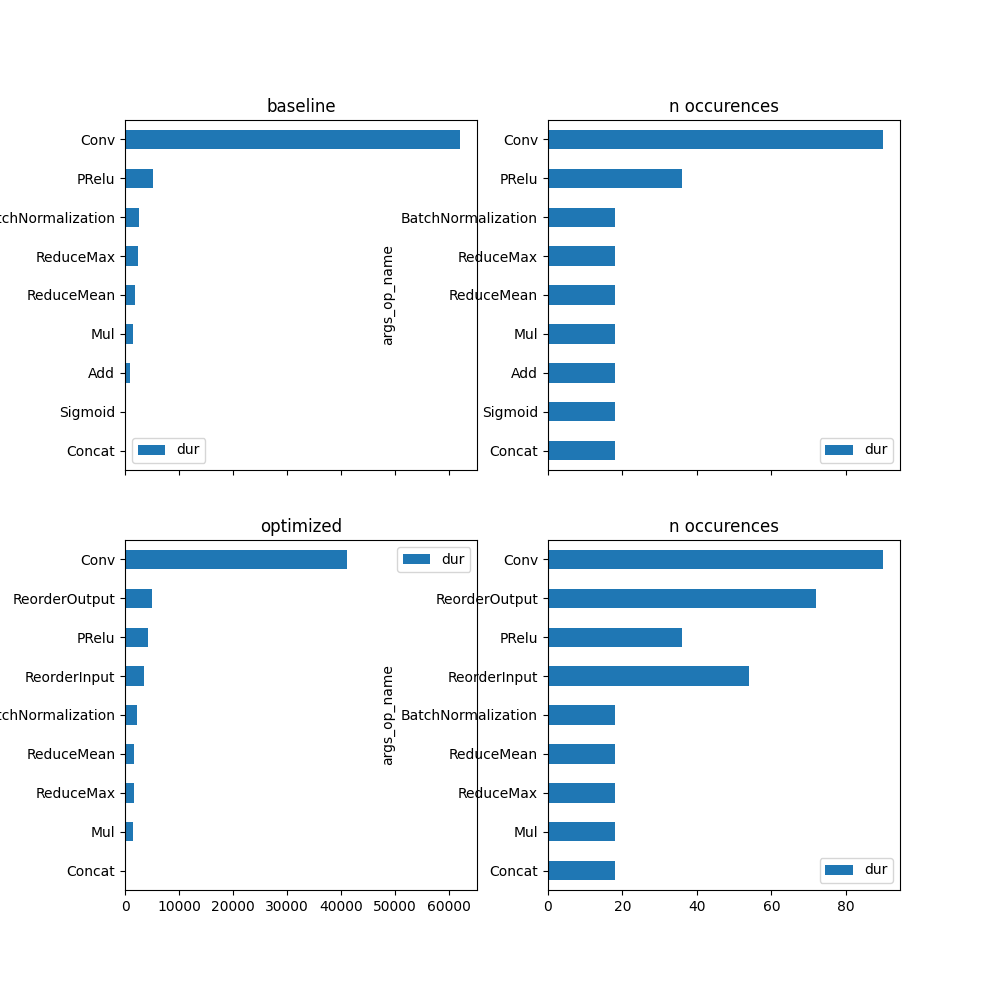 baseline
Conv
PRelu
tchNormalization
ReduceMax
ReduceMean
Mul
Add
Sigmoid
Concat
dur
n occurences
args_op_name
Conv
PRelu
BatchNormalization
ReduceMax
ReduceMean
Mul
Add
Sigmoid
Concat
dur
optimized
Conv
ReorderOutput
PRelu
ReorderInput
tchNormalization
ReduceMean
ReduceMax
Mul
Concat
dur
0 10000 20000 30000 40000 50000 60000
n occurences
args_op_name
Conv
ReorderOutput
PRelu
ReorderInput
BatchNormalization
ReduceMean
ReduceMax
Mul
Concat
dur
0 20 40 60 80